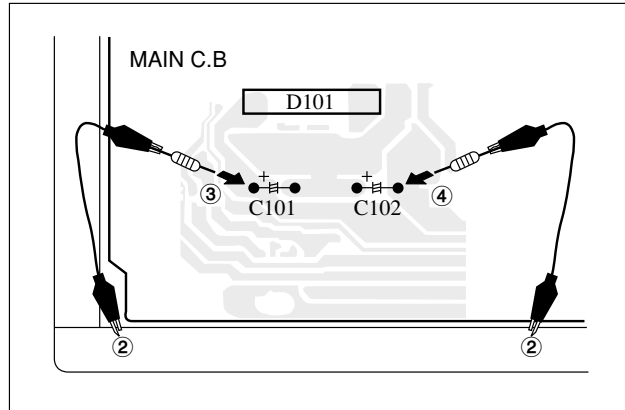 MAIN C.B
D101
+ +
③ ④
C101 C102
② ②